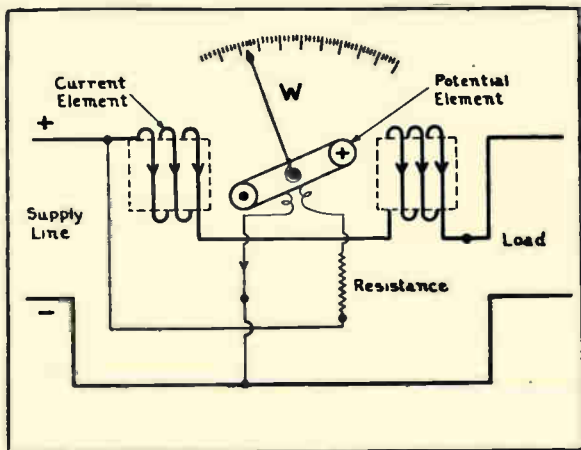 Current
Element
Potential
Element
W
+
+
Supply
Line
Load
Resistance
−